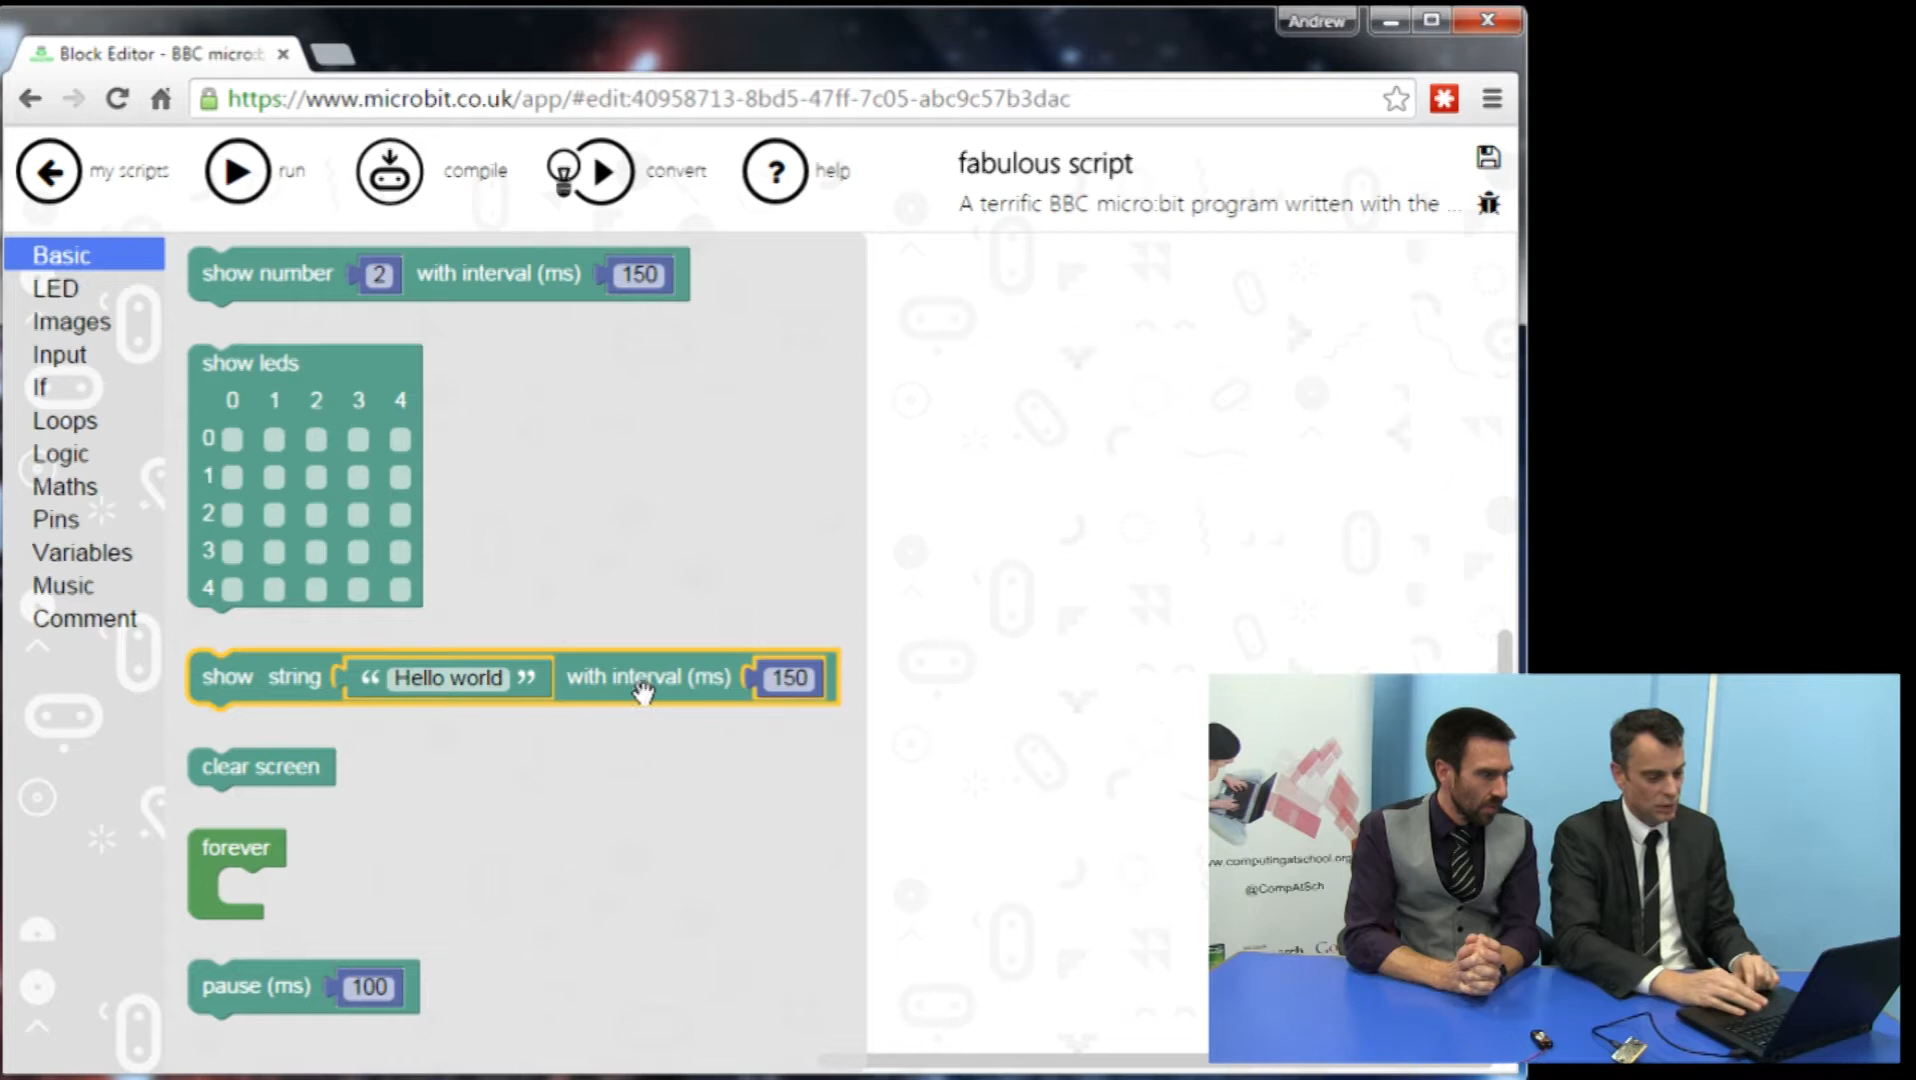 Andrew
Block Editor - BBC micro:b
https://www.microbit.co.uk/app/#edit:40958713-8bd5-47ff-7c05-abc9c57b3dac
my scripts
run
compile
convert
? help
fabulous script
A terrific BBC micro:bit program written with the ...
Basic
LED
Images
Input
If
Loops
Logic
Maths
Pins
Variables
Music
Comment
show number 2 with interval (ms) 150
show leds
0 1 2 3 4
0
1
2
3
4
show string “ Hello world ” with interval (ms) 150
clear screen
forever
pause (ms) 100
ww.computingatschool.org
@CompAtSch